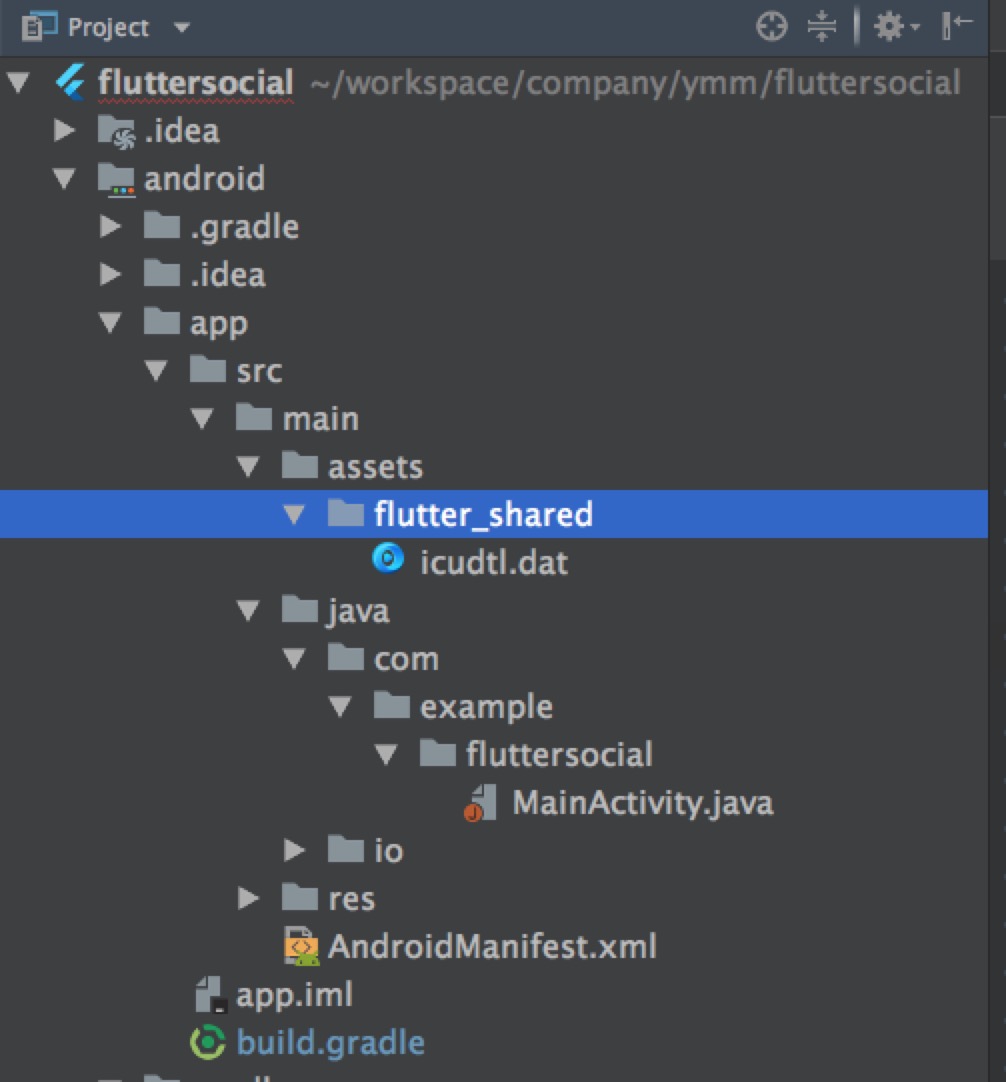 Project
fluttersocial ~/workspace/company/ymm/fluttersocial
.idea
android
.gradle
.idea
app
src
main
assets
flutter_shared
icudtl.dat
java
com
example
fluttersocial
MainActivity.java
io
res
AndroidManifest.xml
app.iml
build.gradle